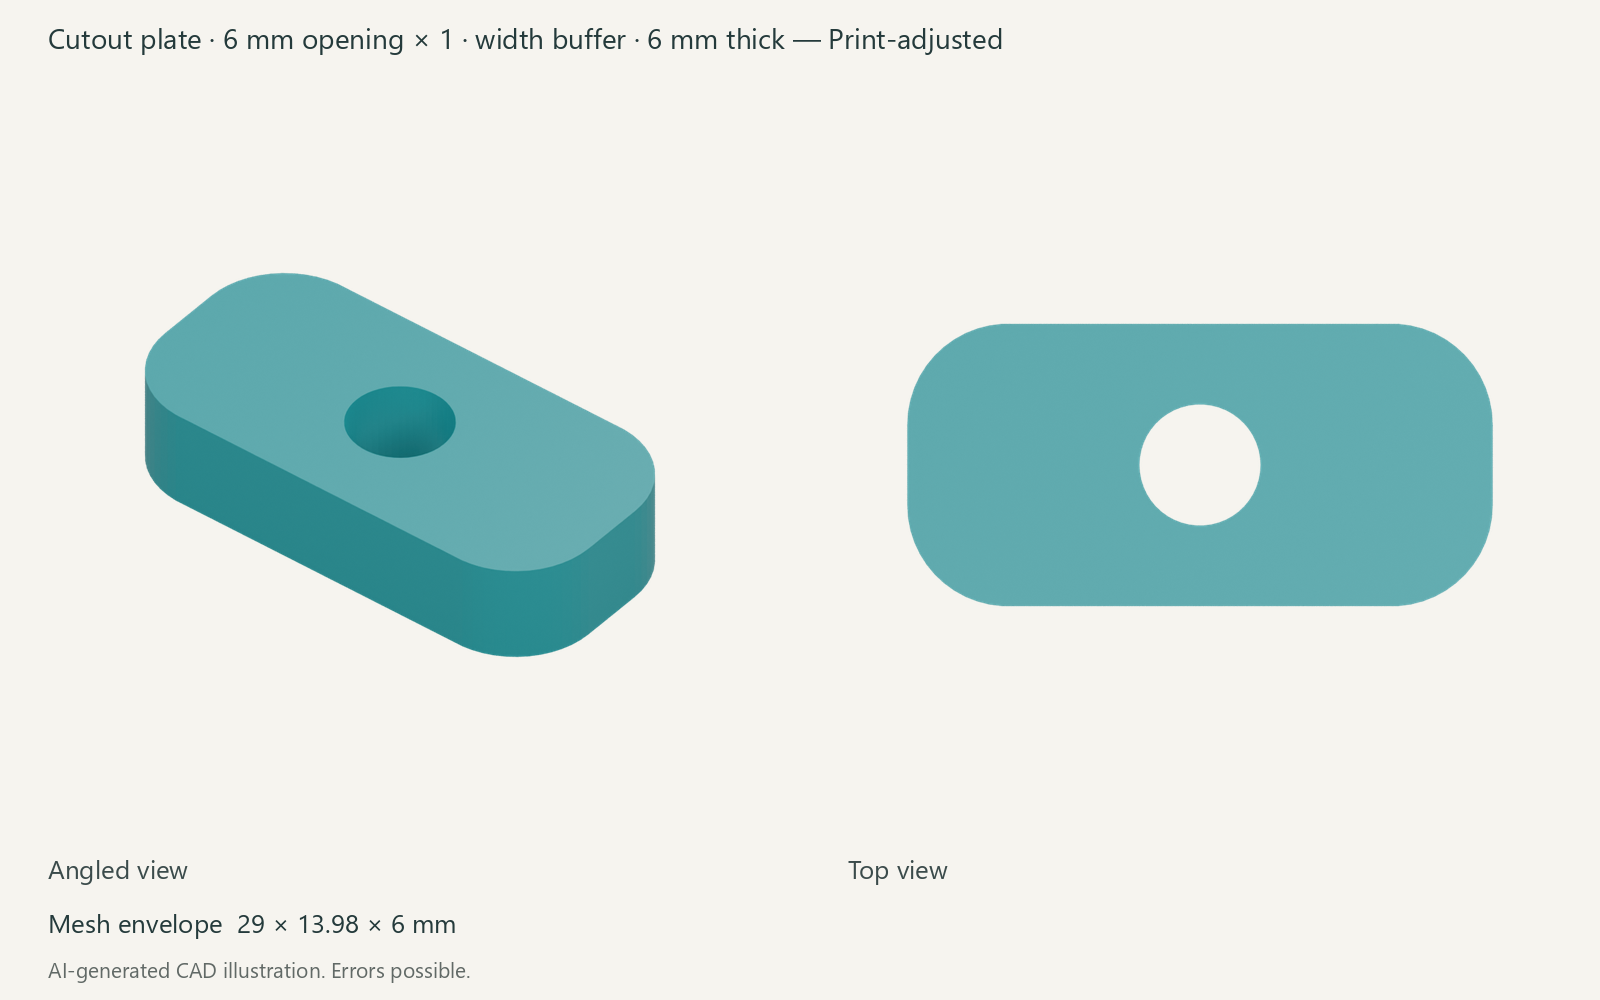 Cutout plate · 6 mm opening × 1 · width buffer · 6 mm thick — Print-adjusted
Angled view
Top view
Mesh envelope 29 × 13.98 × 6 mm
AI-generated CAD illustration. Errors possible.